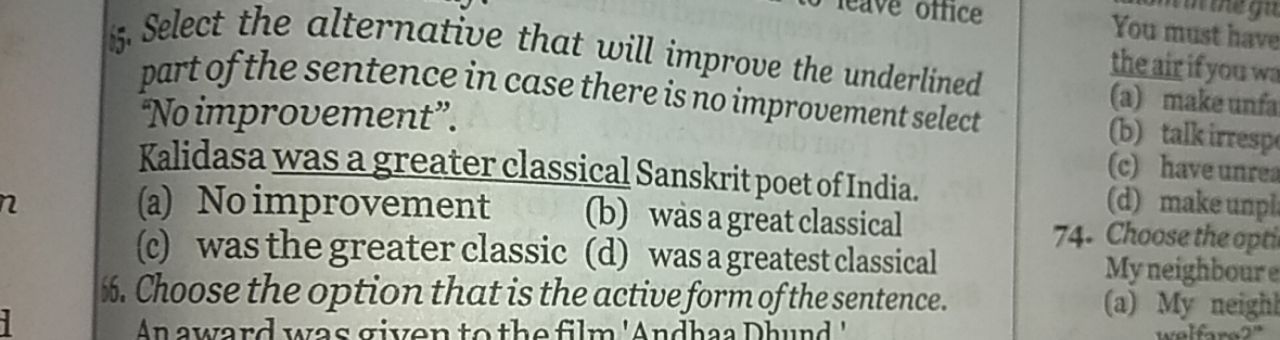 leave office
65. Select the alternative that will improve the underlined
part of the sentence in case there is no improvement select
"No improvement".
Kalidasa was a greater classical Sanskrit poet of India.
(a) No improvement (b) was a great classical
(c) was the greater classic (d) was a greatest classical
66. Choose the option that is the active form of the sentence.
An award was given to the film 'Andhaa Dhund.'
You must have
the air if you wa
(a) make unfa
(b) talk irresp
(c) have unrea
(d) make unpl
74. Choose the opti
My neighbour
(a) My neighb
welfare?"